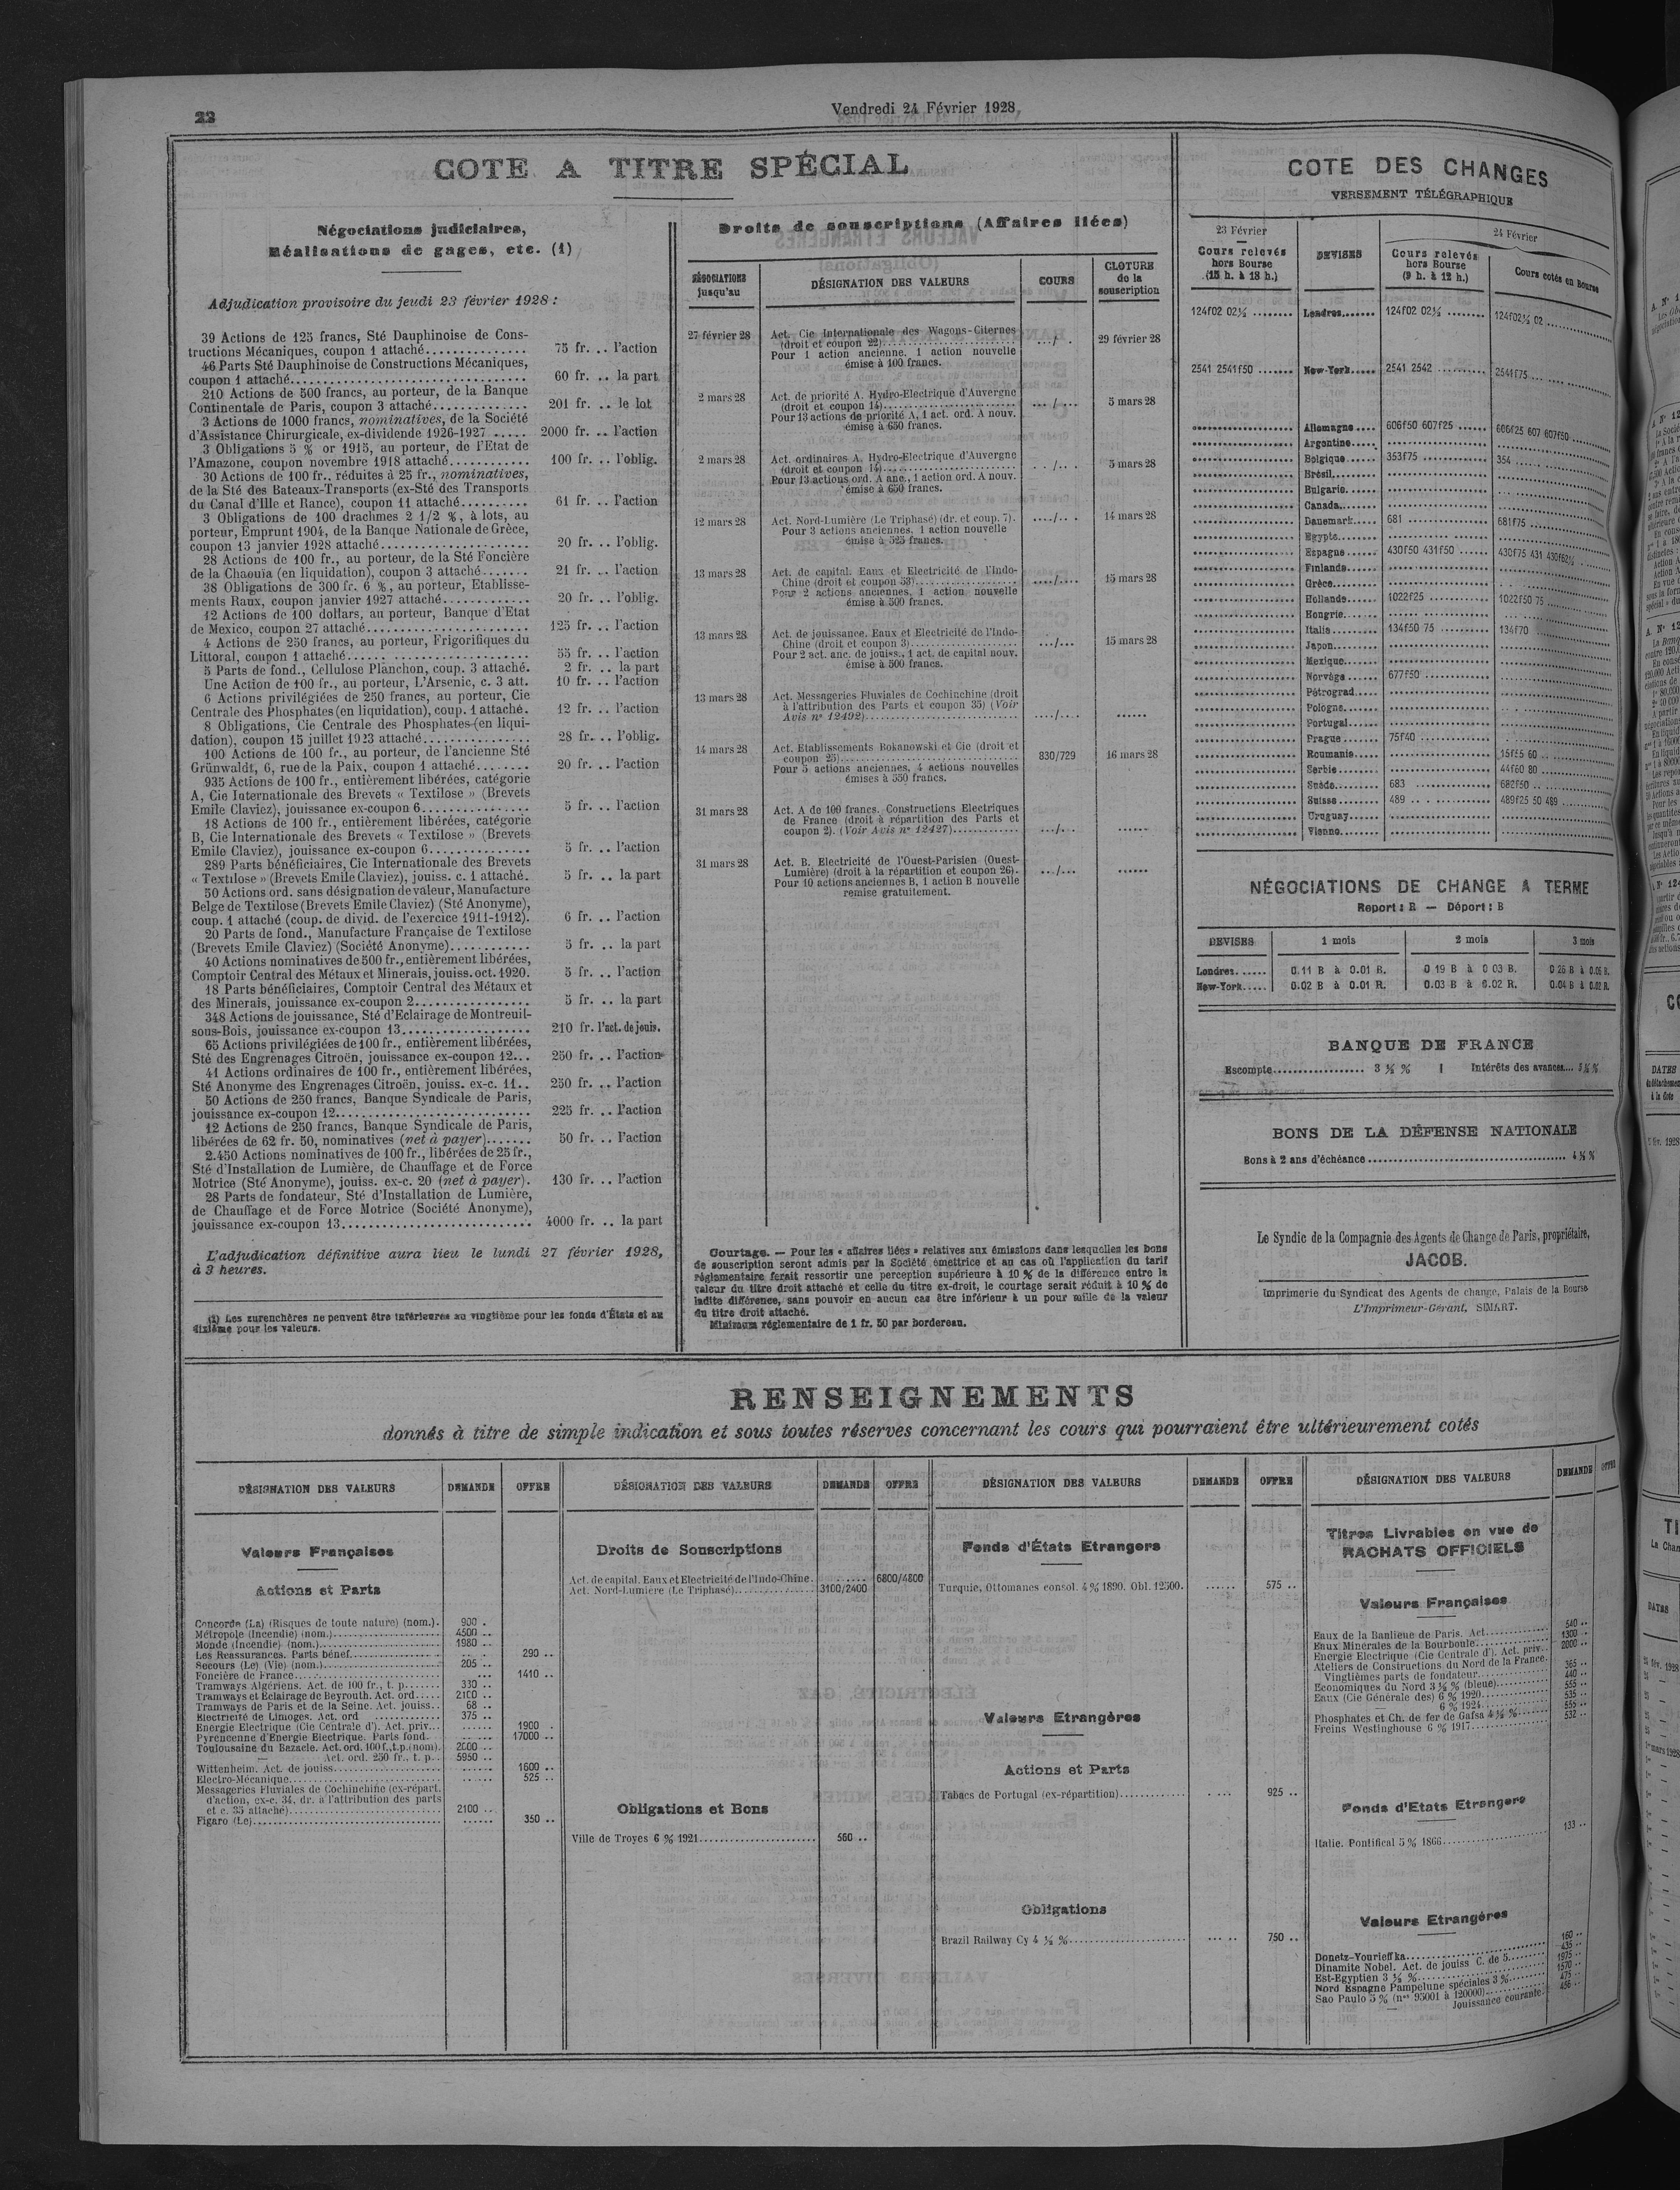 22
Vendredi 24 Février 1928
COTE A TITRE SPÉCIAL
Négociations judiciaires,
Réalisations de gages, etc. (1)
Adjudication provisoire du jeudi 23 février 1928 :
39 Actions de 125 francs, Sté Dauphinoise de Cons-
tructions Mécaniques, coupon 1 attaché............... 75 fr. .. l'action
46 Parts Sté Dauphinoise de Constructions Mécaniques,
coupon 1 attaché................................... 60 fr. .. la part
210 Actions de 500 francs, au porteur, de la Banque
Continentale de Paris, coupon 3 attaché.............. 201 fr. .. le lot
3 Actions de 1000 francs, nominatives, de la Société
d'Assistance Chirurgicale, ex-dividende 1926-1927 ...... 2000 fr. .. l'action
3 Obligations 5 % or 1915, au porteur, de l'Etat de
l'Amazone, coupon novembre 1918 attaché............ 100 fr. .. l'oblig.
30 Actions de 100 fr., réduites à 25 fr., nominatives,
de la Sté des Bateaux-Transports (ex-Sté des Transports
du Canal d'Ille et Rance), coupon 11 attaché.......... 61 fr. .. l'action
3 Obligations de 100 drachmes 2 1/2 %, à lots, au
porteur, Emprunt 1904, de la Banque Nationale de Grèce,
coupon 13 janvier 1928 attaché...................... 20 fr. .. l'oblig.
28 Actions de 100 fr., au porteur, de la Sté Foncière
de la Chaouïa (en liquidation), coupon 3 attaché....... 21 fr. .. l'action
38 Obligations de 300 fr. 6 %, au porteur, Etablisse-
ments Raux, coupon janvier 1927 attaché............. 20 fr. .. l'oblig.
12 Actions de 100 dollars, au porteur, Banque d'Etat
de Mexico, coupon 27 attaché........................ 125 fr. .. l'action
4 Actions de 250 francs, au porteur, Frigorifiques du
Littoral, coupon 1 attaché........................... 55 fr. .. l'action
5 Parts de fond., Cellulose Planchon, coup. 3 attaché. 2 fr. .. la part
Une Action de 100 fr., au porteur, L'Arsenic, c. 3 att. 10 fr. .. l'action
6 Actions privilégiées de 250 francs, au porteur, Cie
Centrale des Phosphates (en liquidation), coup. 1 attaché. 12 fr. .. l'action
8 Obligations, Cie Centrale des Phosphates (en liqui-
dation), coupon 15 juillet 1923 attaché................ 28 fr. .. l'oblig.
100 Actions de 100 fr., au porteur, de l'ancienne Sté
Grünwaldt, 6, rue de la Paix, coupon 1 attaché........ 20 fr. .. l'action
935 Actions de 100 fr., entièrement libérées, catégorie
A, Cie Internationale des Brevets « Textilose » (Brevets
Emile Claviez), jouissance ex-coupon 6................ 5 fr. .. l'action
18 Actions de 100 fr., entièrement libérées, catégorie
B, Cie Internationale des Brevets « Textilose » (Brevets
Emile Claviez), jouissance ex-coupon 6............... 5 fr. .. l'action
289 Parts bénéficiaires, Cie Internationale des Brevets
« Textilose » (Brevets Emile Claviez), jouiss. c. 1 attaché. 5 fr. .. la part
50 Actions ord. sans désignation de valeur, Manufacture
Belge de Textilose (Brevets Emile Claviez) (Sté Anonyme),
coup. 1 attaché (coup. de divid. de l'exercice 1911-1912). 6 fr. .. l'action
20 Parts de fond., Manufacture Française de Textilose
(Brevets Emile Claviez) (Société Anonyme)............ 5 fr. .. la part
40 Actions nominatives de 500 fr., entièrement libérées,
Comptoir Central des Métaux et Minerais, jouiss. oct. 1920. 5 fr. .. l'action
18 Parts bénéficiaires, Comptoir Central des Métaux et
des Minerais, jouissance ex-coupon 2................. 5 fr. .. la part
348 Actions de jouissance, Sté d'Eclairage de Montreuil-
sous-Bois, jouissance ex-coupon 13................... 210 fr. l'act. de jouis.
65 Actions privilégiées de 100 fr., entièrement libérées,
Sté des Engrenages Citroën, jouissance ex-coupon 12... 250 fr. .. l'action
41 Actions ordinaires de 100 fr., entièrement libérées,
Sté Anonyme des Engrenages Citroën, jouiss. ex-c. 11.. 250 fr. .. l'action
50 Actions de 250 francs, Banque Syndicale de Paris,
jouissance ex-coupon 12............................. 225 fr. .. l'action
12 Actions de 250 francs, Banque Syndicale de Paris,
libérées de 62 fr. 50, nominatives (net à payer)....... 50 fr. .. l'action
2.450 Actions nominatives de 100 fr., libérées de 25 fr.,
Sté d'Installation de Lumière, de Chauffage et de Force
Motrice (Sté Anonyme), jouiss. ex-c. 20 (net à payer). 130 fr. .. l'action
28 Parts de fondateur, Sté d'Installation de Lumière,
de Chauffage et de Force Motrice (Société Anonyme),
jouissance ex-coupon 13............................ 4000 fr. .. la part
L'adjudication définitive aura lieu le lundi 27 février 1928,
à 3 heures.
(1) Les surenchères ne peuvent être inférieures au vingtième pour les fonds d'États et au
dixième pour les valeurs.
Droits de souscriptions (Affaires liées)
NÉGOCIATIONS jusqu'au | DÉSIGNATION DES VALEURS | COURS | CLOTURE de la souscription
27 février 28 Act. Cie Internationale des Wagons-Citernes
(droit et coupon 22)........................ .../. . 29 février 28
Pour 1 action ancienne, 1 action nouvelle
émise à 100 francs.
2 mars 28 Act. de priorité A. Hydro-Electrique d'Auvergne
(droit et coupon 14)........................ .../... 5 mars 28
Pour 13 actions de priorité A, 1 act. ord. A nouv.
émise à 650 francs.
2 mars 28 Act. ordinaires A. Hydro-Electrique d'Auvergne
(droit et coupon 14)........................ . ./... 5 mars 28
Pour 13 actions ord. A anc., 1 action ord. A nouv.
émise à 650 francs.
12 mars 28 Act. Nord-Lumière (Le Triphasé) (dr. et coup. 7). ..../.. . 14 mars 28
Pour 3 actions anciennes, 1 action nouvelle
émise à 525 francs.
13 mars 28 Act. de capital. Eaux et Electricité de l'Indo-
Chine (droit et coupon 53).................... ..../.... 15 mars 28
Pour 2 actions anciennes, 1 action nouvelle
émise à 500 francs.
13 mars 28 Act. de jouissance. Eaux et Electricité de l'Indo-
Chine (droit et coupon 3)..................... .../... 15 mars 28
Pour 2 act. anc. de jouiss., 1 act. de capital nouv.
émise à 500 francs.
13 mars 28 Act. Messageries Fluviales de Cochinchine (droit
à l'attribution des Parts et coupon 35) (Voir
Avis n° 12492)............................... ..../.... ......
14 mars 28 Act. Etablissements Bokanowski et Cie (droit et
coupon 25).................................. 830/729 16 mars 28
Pour 5 actions anciennes, 4 actions nouvelles
émises à 550 francs.
31 mars 28 Act. A de 100 francs. Constructions Electriques
de France (droit à répartition des Parts et
coupon 2). (Voir Avis n° 12427)............. .../... ......
31 mars 28 Act. B. Electricité de l'Ouest-Parisien (Ouest-
Lumière) (droit à la répartition et coupon 26). .../... ......
Pour 10 actions anciennes B, 1 action B nouvelle
remise gratuitement.
Courtage. — Pour les « affaires liées » relatives aux émissions dans lesquelles les bons
de souscription seront admis par la Société émettrice et au cas où l'application du tarif
réglementaire ferait ressortir une perception supérieure à 10 % de la différence entre la
valeur du titre droit attaché et celle du titre ex-droit, le courtage serait réduit à 10 % de
ladite différence, sans pouvoir en aucun cas être inférieur à un pour mille de la valeur
du titre droit attaché.
Minimum réglementaire de 1 fr. 50 par bordereau.
COTE DES CHANGES
VERSEMENT TÉLÉGRAPHIQUE
23 Février | DEVISES | 24 Février
Cours relevés hors Bourse (15 h. à 18 h.) | Cours relevés hors Bourse (9 h. à 12 h.) | Cours cotés en Bourse
124f02 02½ ........ Londres....... 124f02 02½ ........ 124f02½ 02
2541 2541f50 ....... New-York..... 2541 2542 .......... 2541f75
Allemagne.... 606f50 607f25 ...... 606f25 607 607f50
Argentine.....
Belgique...... 353f75 ............ 354
Brésil........
Bulgarie......
Canada.......
Danemark..... 681 ............ 681f75
Egypte.......
Espagne...... 430f50 431f50 ...... 430f75 431 430f62½
Finlande......
Grèce........
Hollande...... 1022f25 ........... 1022f50 75
Hongrie......
Italie........ 134f50 75 .......... 134f70
Japon........
Mexique......
Norvège...... 677f50
Pétrograd.....
Pologne......
Portugal......
Prague....... 75f40
Roumanie..... 15f55 60
Serbie........ 44f60 80
Suède........ 683 ............ 682f50
Suisse........ 489 ............ 489f25 50 489
Uruguay......
Vienne.......
NÉGOCIATIONS DE CHANGE A TERME
Report : R — Déport : B
DEVISES | 1 mois | 2 mois | 3 mois
Londres...... 0.11 B à 0.01 R. 0 19 B à 0 03 B. 0 26 B à 0.06 B.
New-York..... 0.02 B à 0.01 R. 0.03 B à 0.02 R. 0.04 B à 0.02 R.
BANQUE DE FRANCE
Escompte................. 3 ½ % | Intérêts des avances.... 5 ½ %
BONS DE LA DÉFENSE NATIONALE
Bons à 2 ans d'échéance........................... 4 ½ %
Le Syndic de la Compagnie des Agents de Change de Paris, propriétaire,
JACOB.
Imprimerie du Syndicat des Agents de change, Palais de la Bourse
L'Imprimeur-Gérant, SIMART.
RENSEIGNEMENTS
donnés à titre de simple indication et sous toutes réserves concernant les cours qui pourraient être ultérieurement cotés
DÉSIGNATION DES VALEURS | DEMANDE | OFFRE
Valeurs Françaises
Actions et Parts
Concorde (La) (Risques de toute nature) (nom.). 900 .
Métropole (Incendie) (nom.)..................... 4500 ..
Monde (Incendie) (nom.)....................... 1980 ..
Les Réassurances. Parts bénéf.................. 290 ..
Secours (Le) (Vie) (nom.)....................... 205 ..
Foncière de France............................ 1410 ..
Tramways Algériens. Act. de 100 fr., t. p....... 330 ..
Tramways et Eclairage de Beyrouth. Act. ord..... 2100 ..
Tramways de Paris et de la Seine. Act. jouiss... 68 ..
Electricité de Limoges. Act. ord ............ 375 ..
Energie Electrique (Cie Centrale d'). Act. priv... 1900 .
Pyrénéenne d'Energie Electrique. Parts fond. 17000 ..
Toulousaine du Bazacle. Act. ord. 100 f., t.p. (nom). 2000 ..
— Act. ord. 250 fr., t. p.. 5950 ..
Wittenheim. Act. de jouiss..................... 1600 ..
Electro-Mécanique............................ 525 ..
Messageries Fluviales de Cochinchine (ex-répart.
d'action, ex-c. 34, dr. à l'attribution des parts
et c. 35 attaché)............................ 2100 ..
Figaro (Le)................................... 350 ..
DÉSIGNATION DES VALEURS | DEMANDE | OFFRE
Droits de Souscriptions
Act. de capital. Eaux et Electricité de l'Indo-Chine. ...... 6800/4800
Act. Nord-Lumière (Le Triphasé)................ 3100/2400
Obligations et Bons
Ville de Troyes 6 % 1921....................... 560 ..
DÉSIGNATION DES VALEURS | DEMANDE | OFFRE
Fonds d'États Etrangers
Turquie, Ottomanes consol. 4 % 1890. Obl. 12500. ...... 575 ..
Valeurs Etrangères
Actions et Parts
Tabacs de Portugal (ex-répartition)............. .... 925 ..
Obligations
Brazil Railway Cy 4 ½ %....................... ... .. 750 ..
DÉSIGNATION DES VALEURS | DEMANDE | OFFRE
Titres Livrables en vue de
RACHATS OFFICIELS
Valeurs Françaises
Eaux de la Banlieue de Paris. Act............. 540 ..
Eaux Minérales de la Bourboule.............. 1300 ..
Energie Electrique (Cie Centrale d'). Act. priv.. 2000 ..
Ateliers de Constructions du Nord de la France.
Vingtièmes parts de fondateur.............. 365 ..
Economiques du Nord 3 ½ % (bleue).......... 440 ..
Eaux (Cie Générale des) 6 % 1920............. 555 ..
— 6 % 1924............. 535 ..
Phosphates et Ch. de fer de Gafsa 4 ½ %....... 555 ..
Freins Westinghouse 6 % 1917................ 532 ..
Fonds d'Etats Etrangers
Italie. Pontifical 5 % 1866..................... 133 ..
Valeurs Etrangères
Donetz-Yourieffka............................ 160 ..
Dinamite Nobel. Act. de jouiss C. de 5........ 435 ..
Est-Egyptien 3 ½ %.......................... 1975 ..
Nord Espagne Pampelune spéciales 3 %........ 1570 ..
Sao Paulo 5 % (nos 95001 à 120000)............ 475 ..
— Jouissance courante. 456 ..